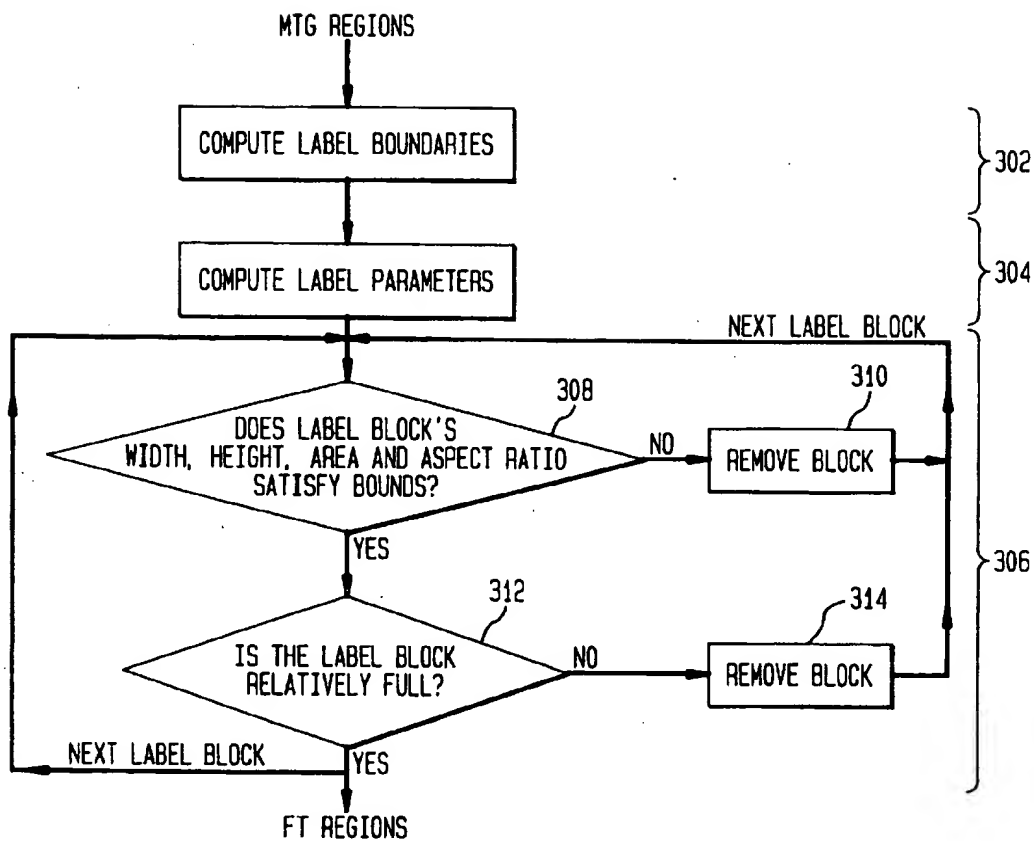 MTG REGIONS
COMPUTE LABEL BOUNDARIES
302
COMPUTE LABEL PARAMETERS
304
NEXT LABEL BLOCK
308
310
DOES LABEL BLOCK'S
WIDTH, HEIGHT, AREA AND ASPECT RATIO
SATISFY BOUNDS?
NO
REMOVE BLOCK
YES
306
312
314
IS THE LABEL BLOCK
RELATIVELY FULL?
NO
REMOVE BLOCK
NEXT LABEL BLOCK
YES
FT REGIONS